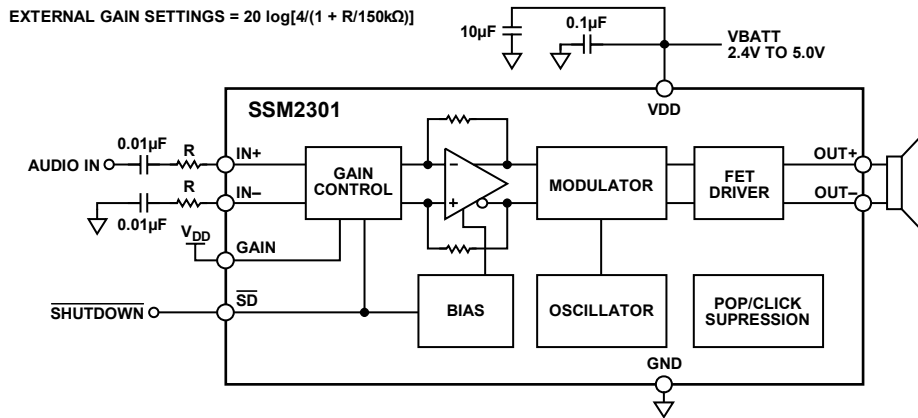 EXTERNAL GAIN SETTINGS = 20 log[4/(1 + R/150kΩ)]
10µF
0.1µF
VBATT
2.4V TO 5.0V
SSM2301
VDD
0.01µF
R
AUDIO IN
IN+
GAIN
CONTROL
−
+
MODULATOR
FET
DRIVER
OUT+
R
IN–
OUT–
0.01µF
VDD
GAIN
SHUTDOWN
SD
BIAS
OSCILLATOR
POP/CLICK
SUPRESSION
GND